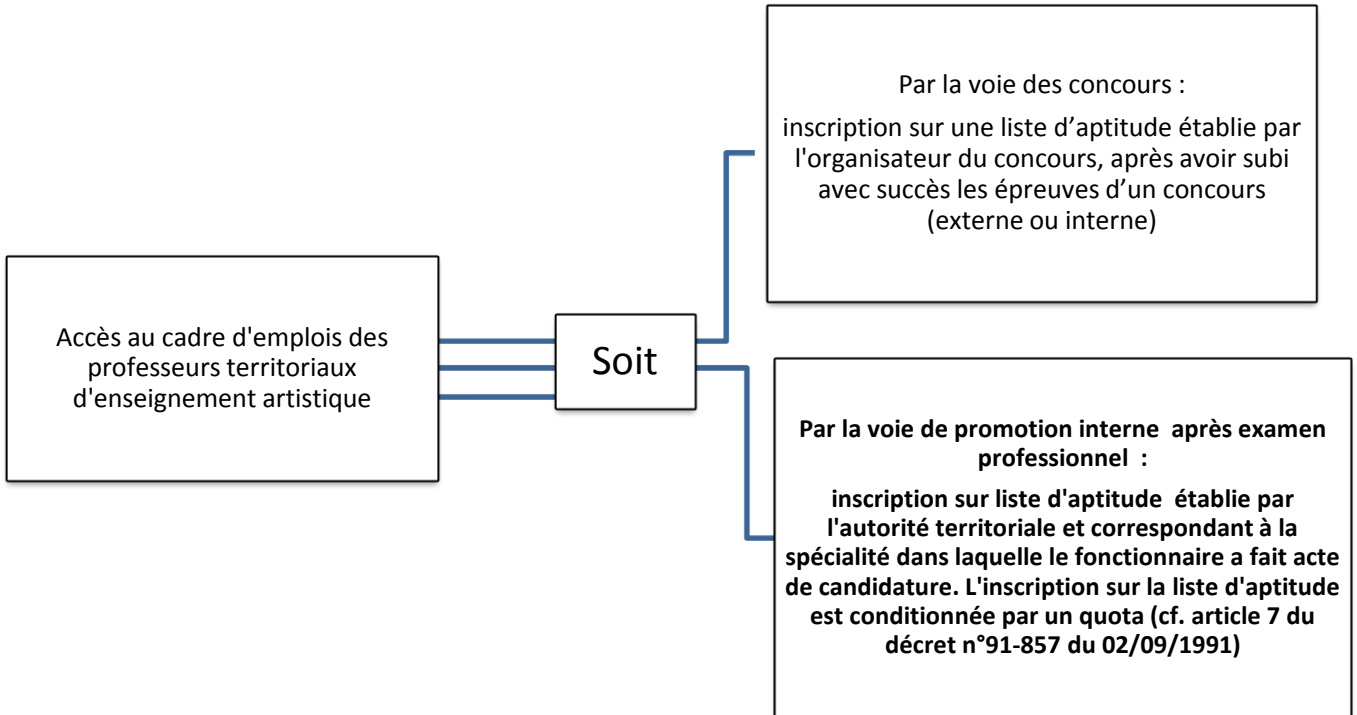 Accès au cadre d'emplois des
professeurs territoriaux
d'enseignement artistique
Soit
Par la voie des concours :
inscription sur une liste d’aptitude établie par
l'organisateur du concours, après avoir subi
avec succès les épreuves d’un concours
(externe ou interne)
Par la voie de promotion interne après examen
professionnel :
inscription sur liste d'aptitude établie par
l'autorité territoriale et correspondant à la
spécialité dans laquelle le fonctionnaire a fait acte
de candidature. L'inscription sur la liste d'aptitude
est conditionnée par un quota (cf. article 7 du
décret n°91-857 du 02/09/1991)